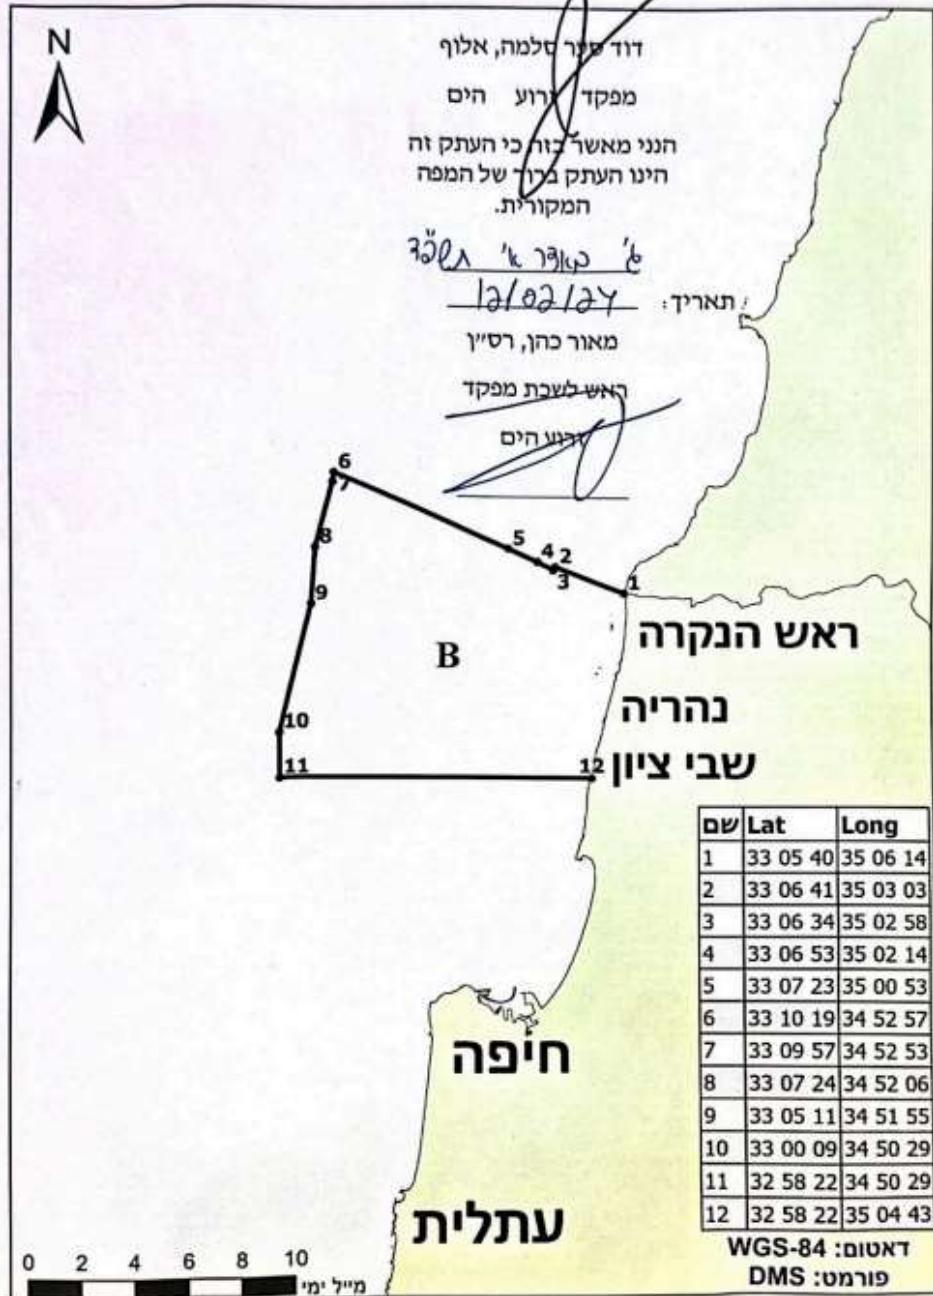 N
דוד סער סלמה, אלוף
מפקד זרוע הים
הנני מאשר בזה כי העתק זה
הינו העתק ברור של המפה
המקורית.
ג' באדר א' תשפ"ד
תאריך: 12/02/24
מאור כהן, רס"ן
ראש לשכת מפקד
זרוע הים
6
7
8
5
4
2
3
1
9
B
ראש הנקרה
נהריה
10
11
12
שבי ציון
שם Lat Long
1 33 05 40 35 06 14
2 33 06 41 35 03 03
3 33 06 34 35 02 58
4 33 06 53 35 02 14
5 33 07 23 35 00 53
6 33 10 19 34 52 57
7 33 09 57 34 52 53
8 33 07 24 34 52 06
9 33 05 11 34 51 55
10 33 00 09 34 50 29
11 32 58 22 34 50 29
12 32 58 22 35 04 43
חיפה
עתלית
דאטום: WGS-84
פורמט: DMS
0 2 4 6 8 10
מייל ימי